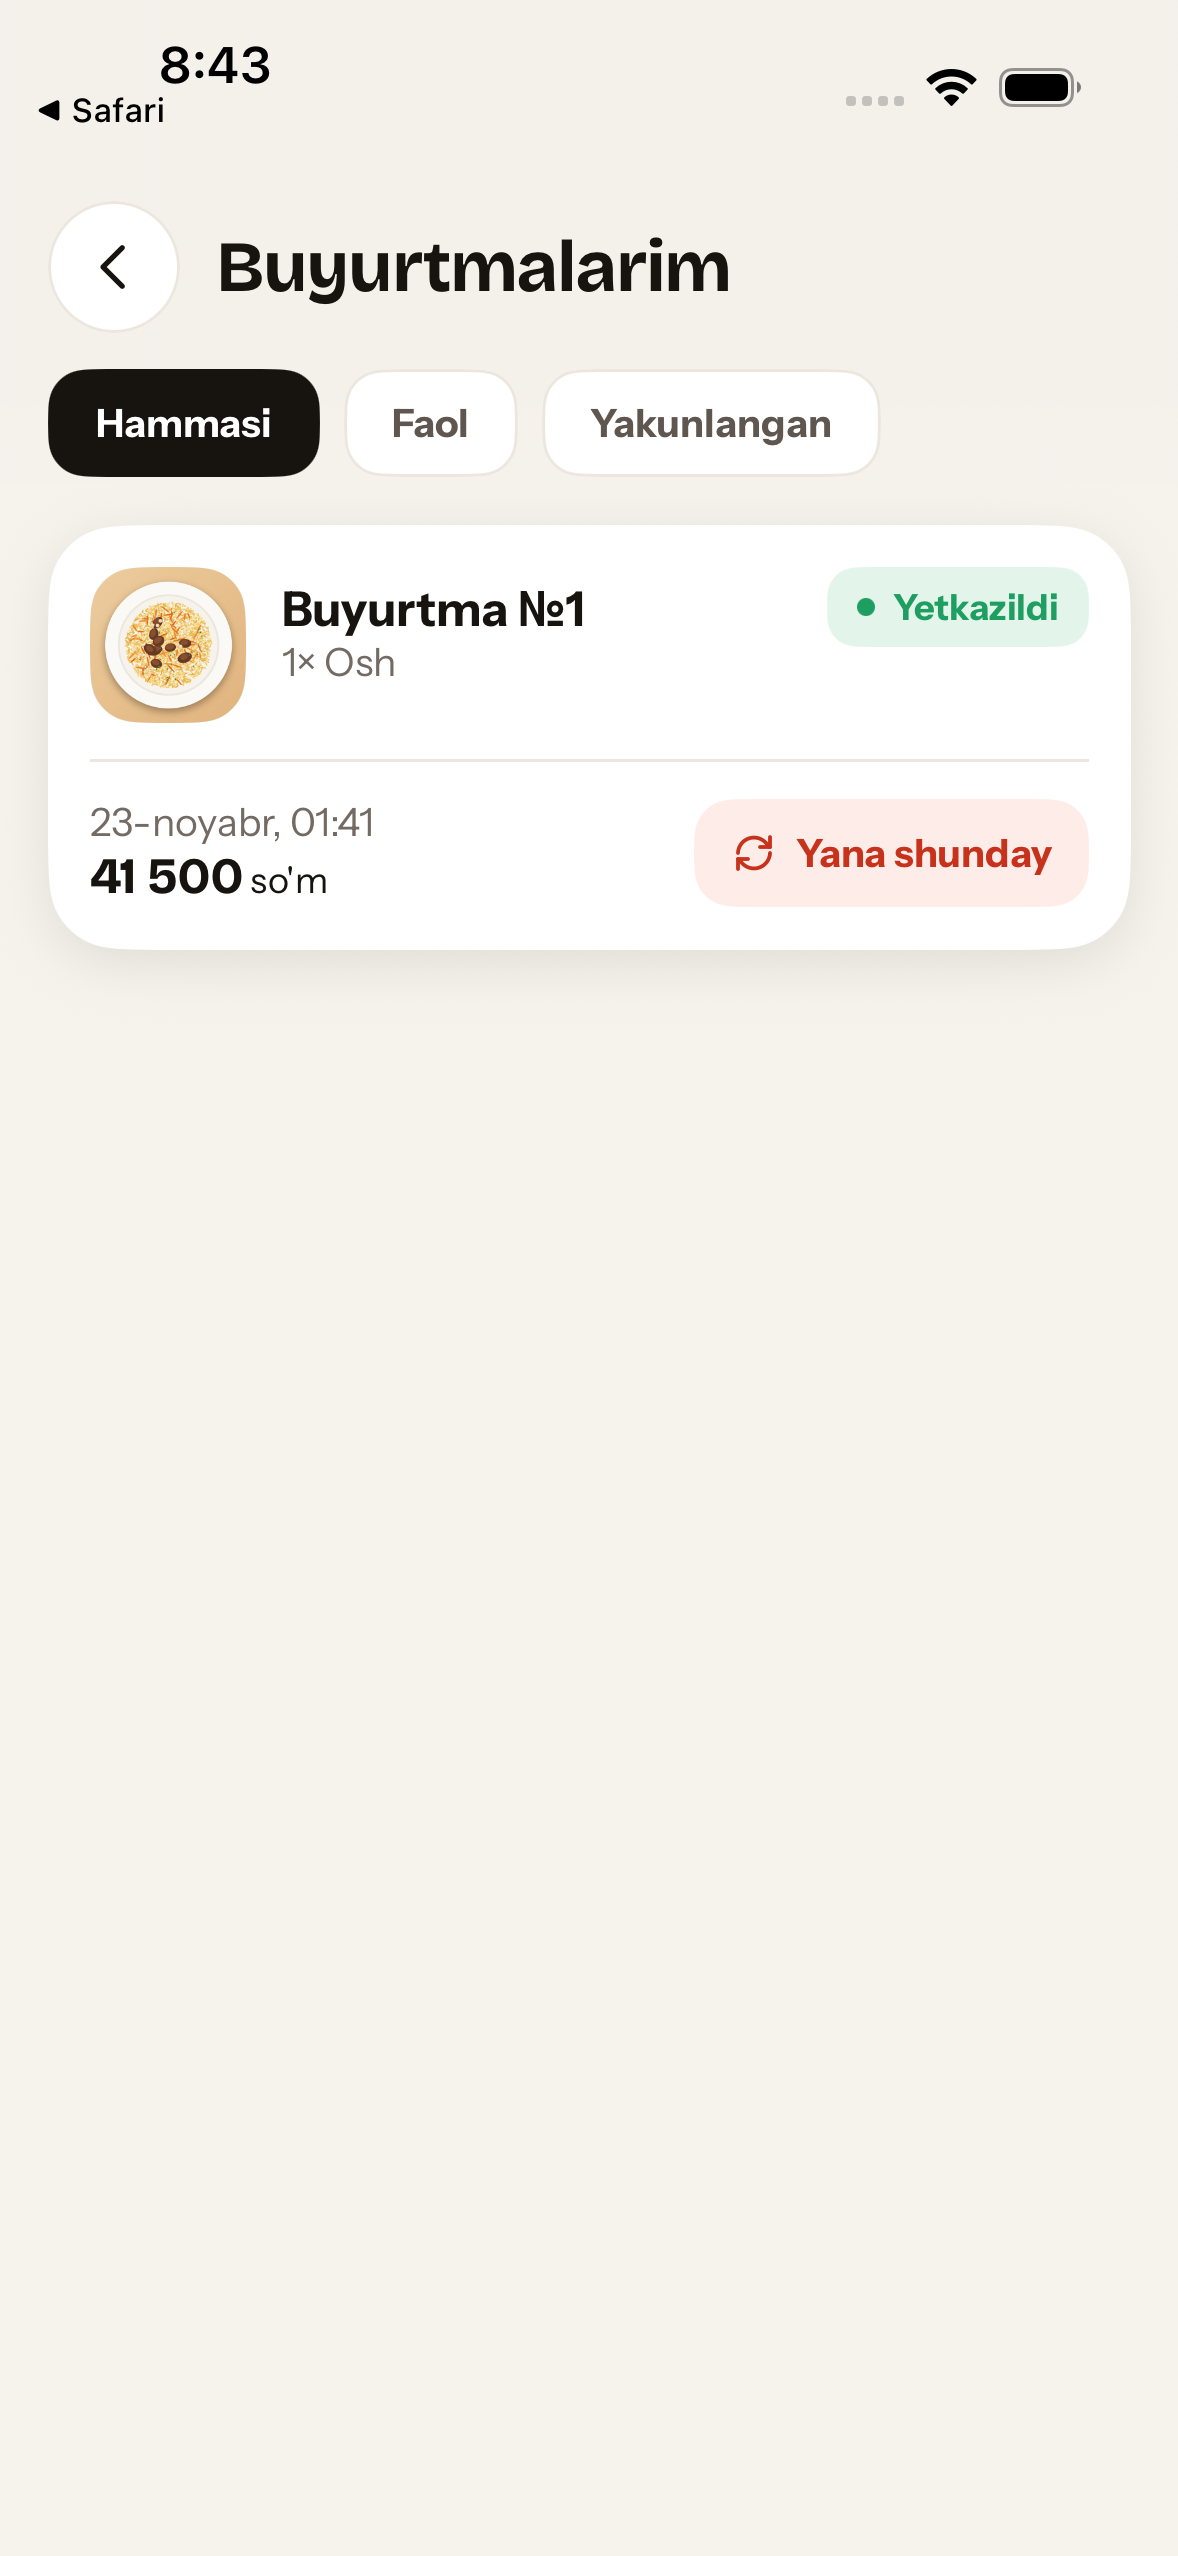 8:43
◀ Safari
Buyurtmalarim
Hammasi
Faol
Yakunlangan
Buyurtma №1
Yetkazildi
1× Osh
23-noyabr, 01:41
41 500 so'm
Yana shunday